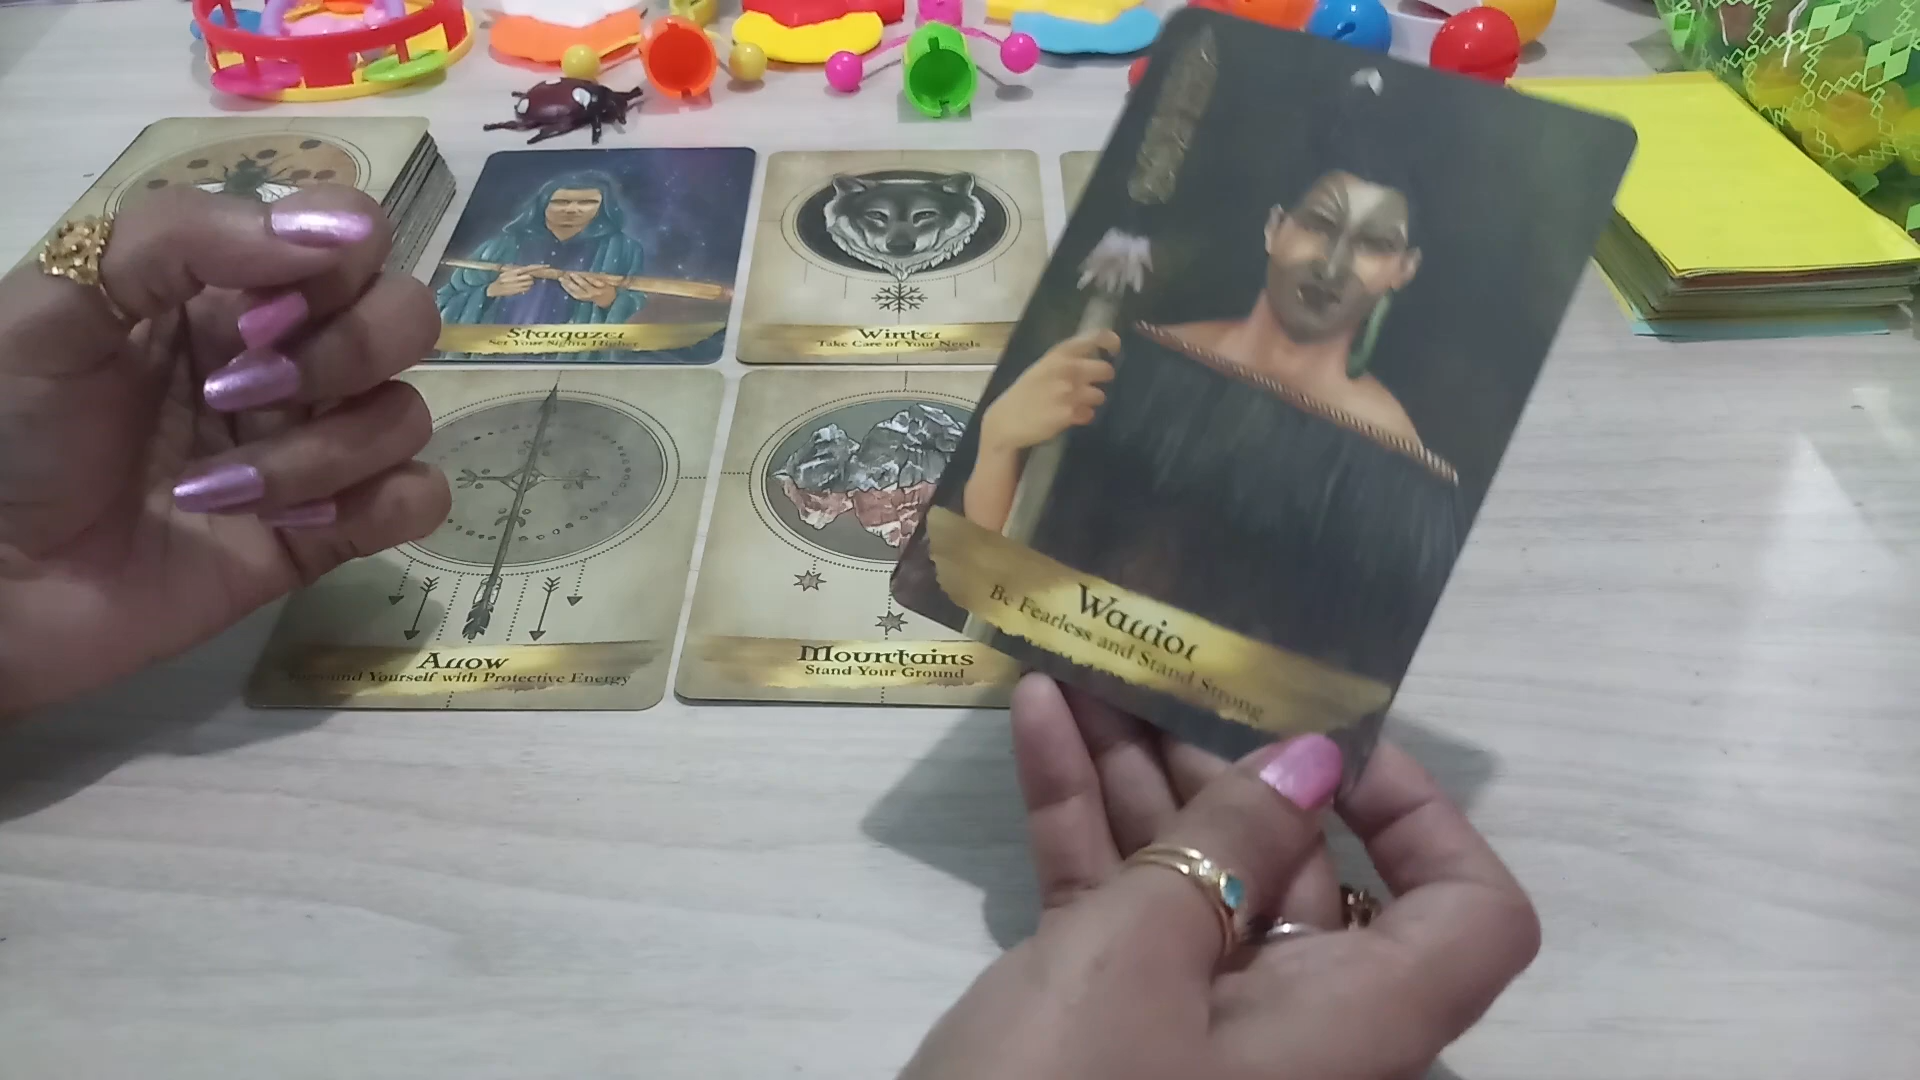 Stargazer
Set Your Sights Higher
Winter
Take Care of Your Needs
Arrow
Surround Yourself with Protective Energy
Mountains
Stand Your Ground
Warrior
Be Fearless and Stand Strong